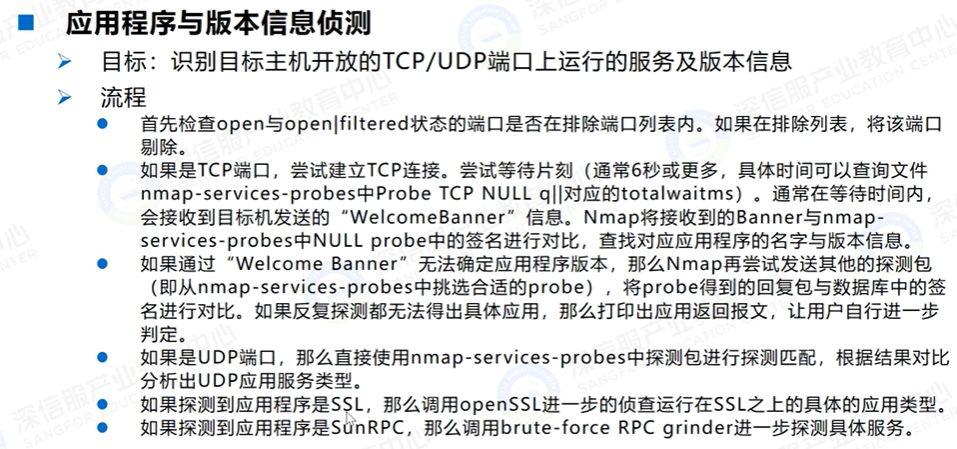 应用程序与版本信息侦测
目标：识别目标主机开放的TCP/UDP端口上运行的服务及版本信息
流程
首先检查open与open|filtered状态的端口是否在排除端口列表内。如果在排除列表，将该端口
剔除。
如果是TCP端口，尝试建立TCP连接。尝试等待片刻（通常6秒或更多，具体时间可以查询文件
nmap-services-probes中Probe TCP NULL q||对应的totalwaitms）。通常在等待时间内，
会接收到目标机发送的“WelcomeBanner”信息。Nmap将接收到的Banner与nmap-
services-probes中NULL probe中的签名进行对比，查找对应应用程序的名字与版本信息。
如果通过“Welcome Banner”无法确定应用程序版本，那么Nmap再尝试发送其他的探测包
（即从nmap-services-probes中挑选合适的probe），将probe得到的回复包与数据库中的签
名进行对比。如果反复探测都无法得出具体应用，那么打印出应用返回报文，让用户自行进一步
判定。
如果是UDP端口，那么直接使用nmap-services-probes中探测包进行探测匹配，根据结果对比
分析出UDP应用服务类型。
如果探测到应用程序是SSL，那么调用openSSL进一步的侦查运行在SSL之上的具体的应用类型。
如果探测到应用程序是SunRPC，那么调用brute-force RPC grinder进一步探测具体服务。
深信服产业教育中心
SANGFOR EDUCATION CENTER